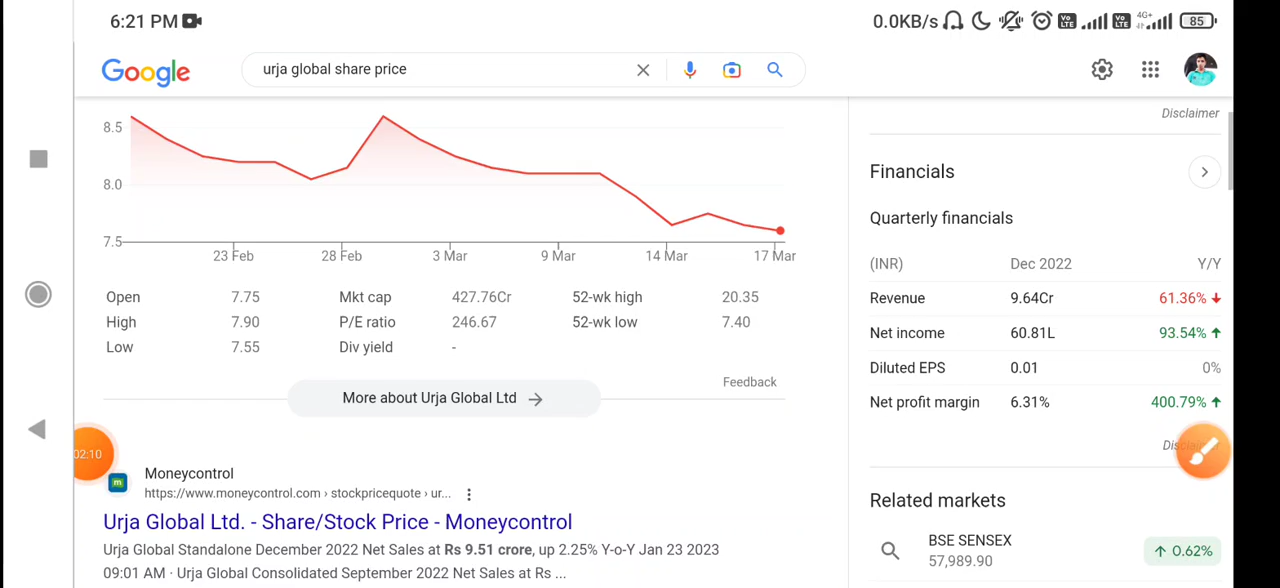 6:21 PM
0.0KB/s
4G+
85
Google
urja global share price
8.5
8.0
7.5
23 Feb 28 Feb 3 Mar 9 Mar 14 Mar 17 Mar
Open 7.75 Mkt cap 427.76Cr 52-wk high 20.35
High 7.90 P/E ratio 246.67 52-wk low 7.40
Low 7.55 Div yield -
Feedback
More about Urja Global Ltd
02:10
m
Moneycontrol
https://www.moneycontrol.com › stockpricequote › ur...
Urja Global Ltd. - Share/Stock Price - Moneycontrol
Urja Global Standalone December 2022 Net Sales at Rs 9.51 crore, up 2.25% Y-o-Y Jan 23 2023
09:01 AM · Urja Global Consolidated September 2022 Net Sales at Rs ...
Disclaimer
Financials
Quarterly financials
(INR) Dec 2022 Y/Y
Revenue 9.64Cr 61.36%
Net income 60.81L 93.54%
Diluted EPS 0.01 0%
Net profit margin 6.31% 400.79%
Related markets
BSE SENSEX
57,989.90
0.62%